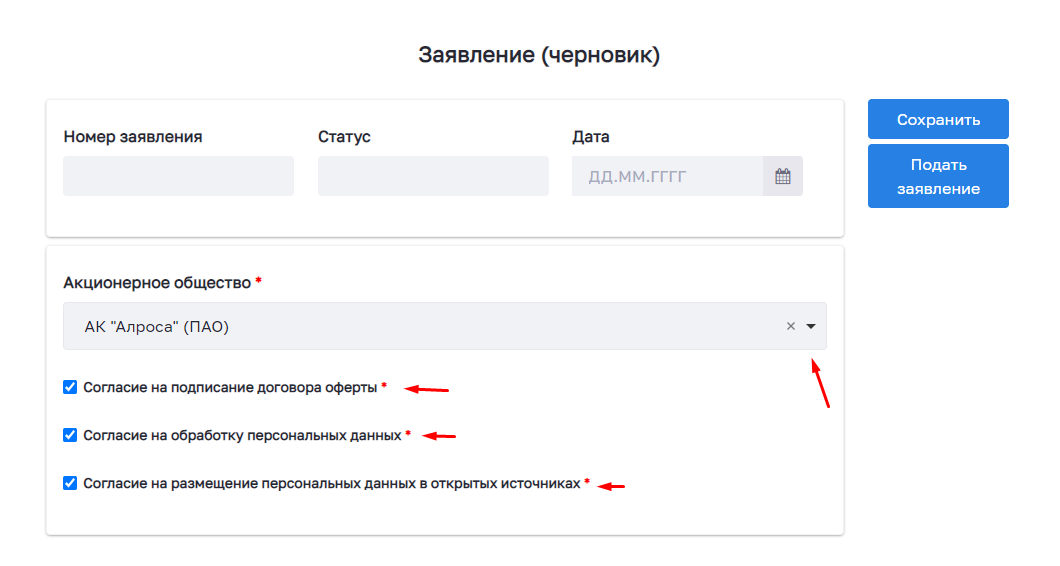 Заявление (черновик)
Номер заявления
Статус
Дата
ДД.ММ.ГГГГ
Сохранить
Подать
заявление
Акционерное общество *
АК "Алроса" (ПАО)
Согласие на подписание договора оферты *
Согласие на обработку персональных данных *
Согласие на размещение персональных данных в открытых источниках *